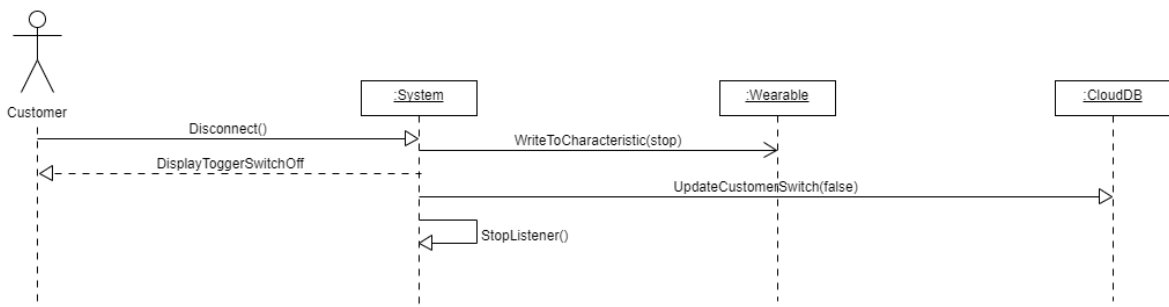 :System
:Wearable
:CloudDB
Customer
Disconnect()
WriteToCharacteristic(stop)
DisplayToggerSwitchOff
UpdateCustomerSwitch(false)
StopListener()